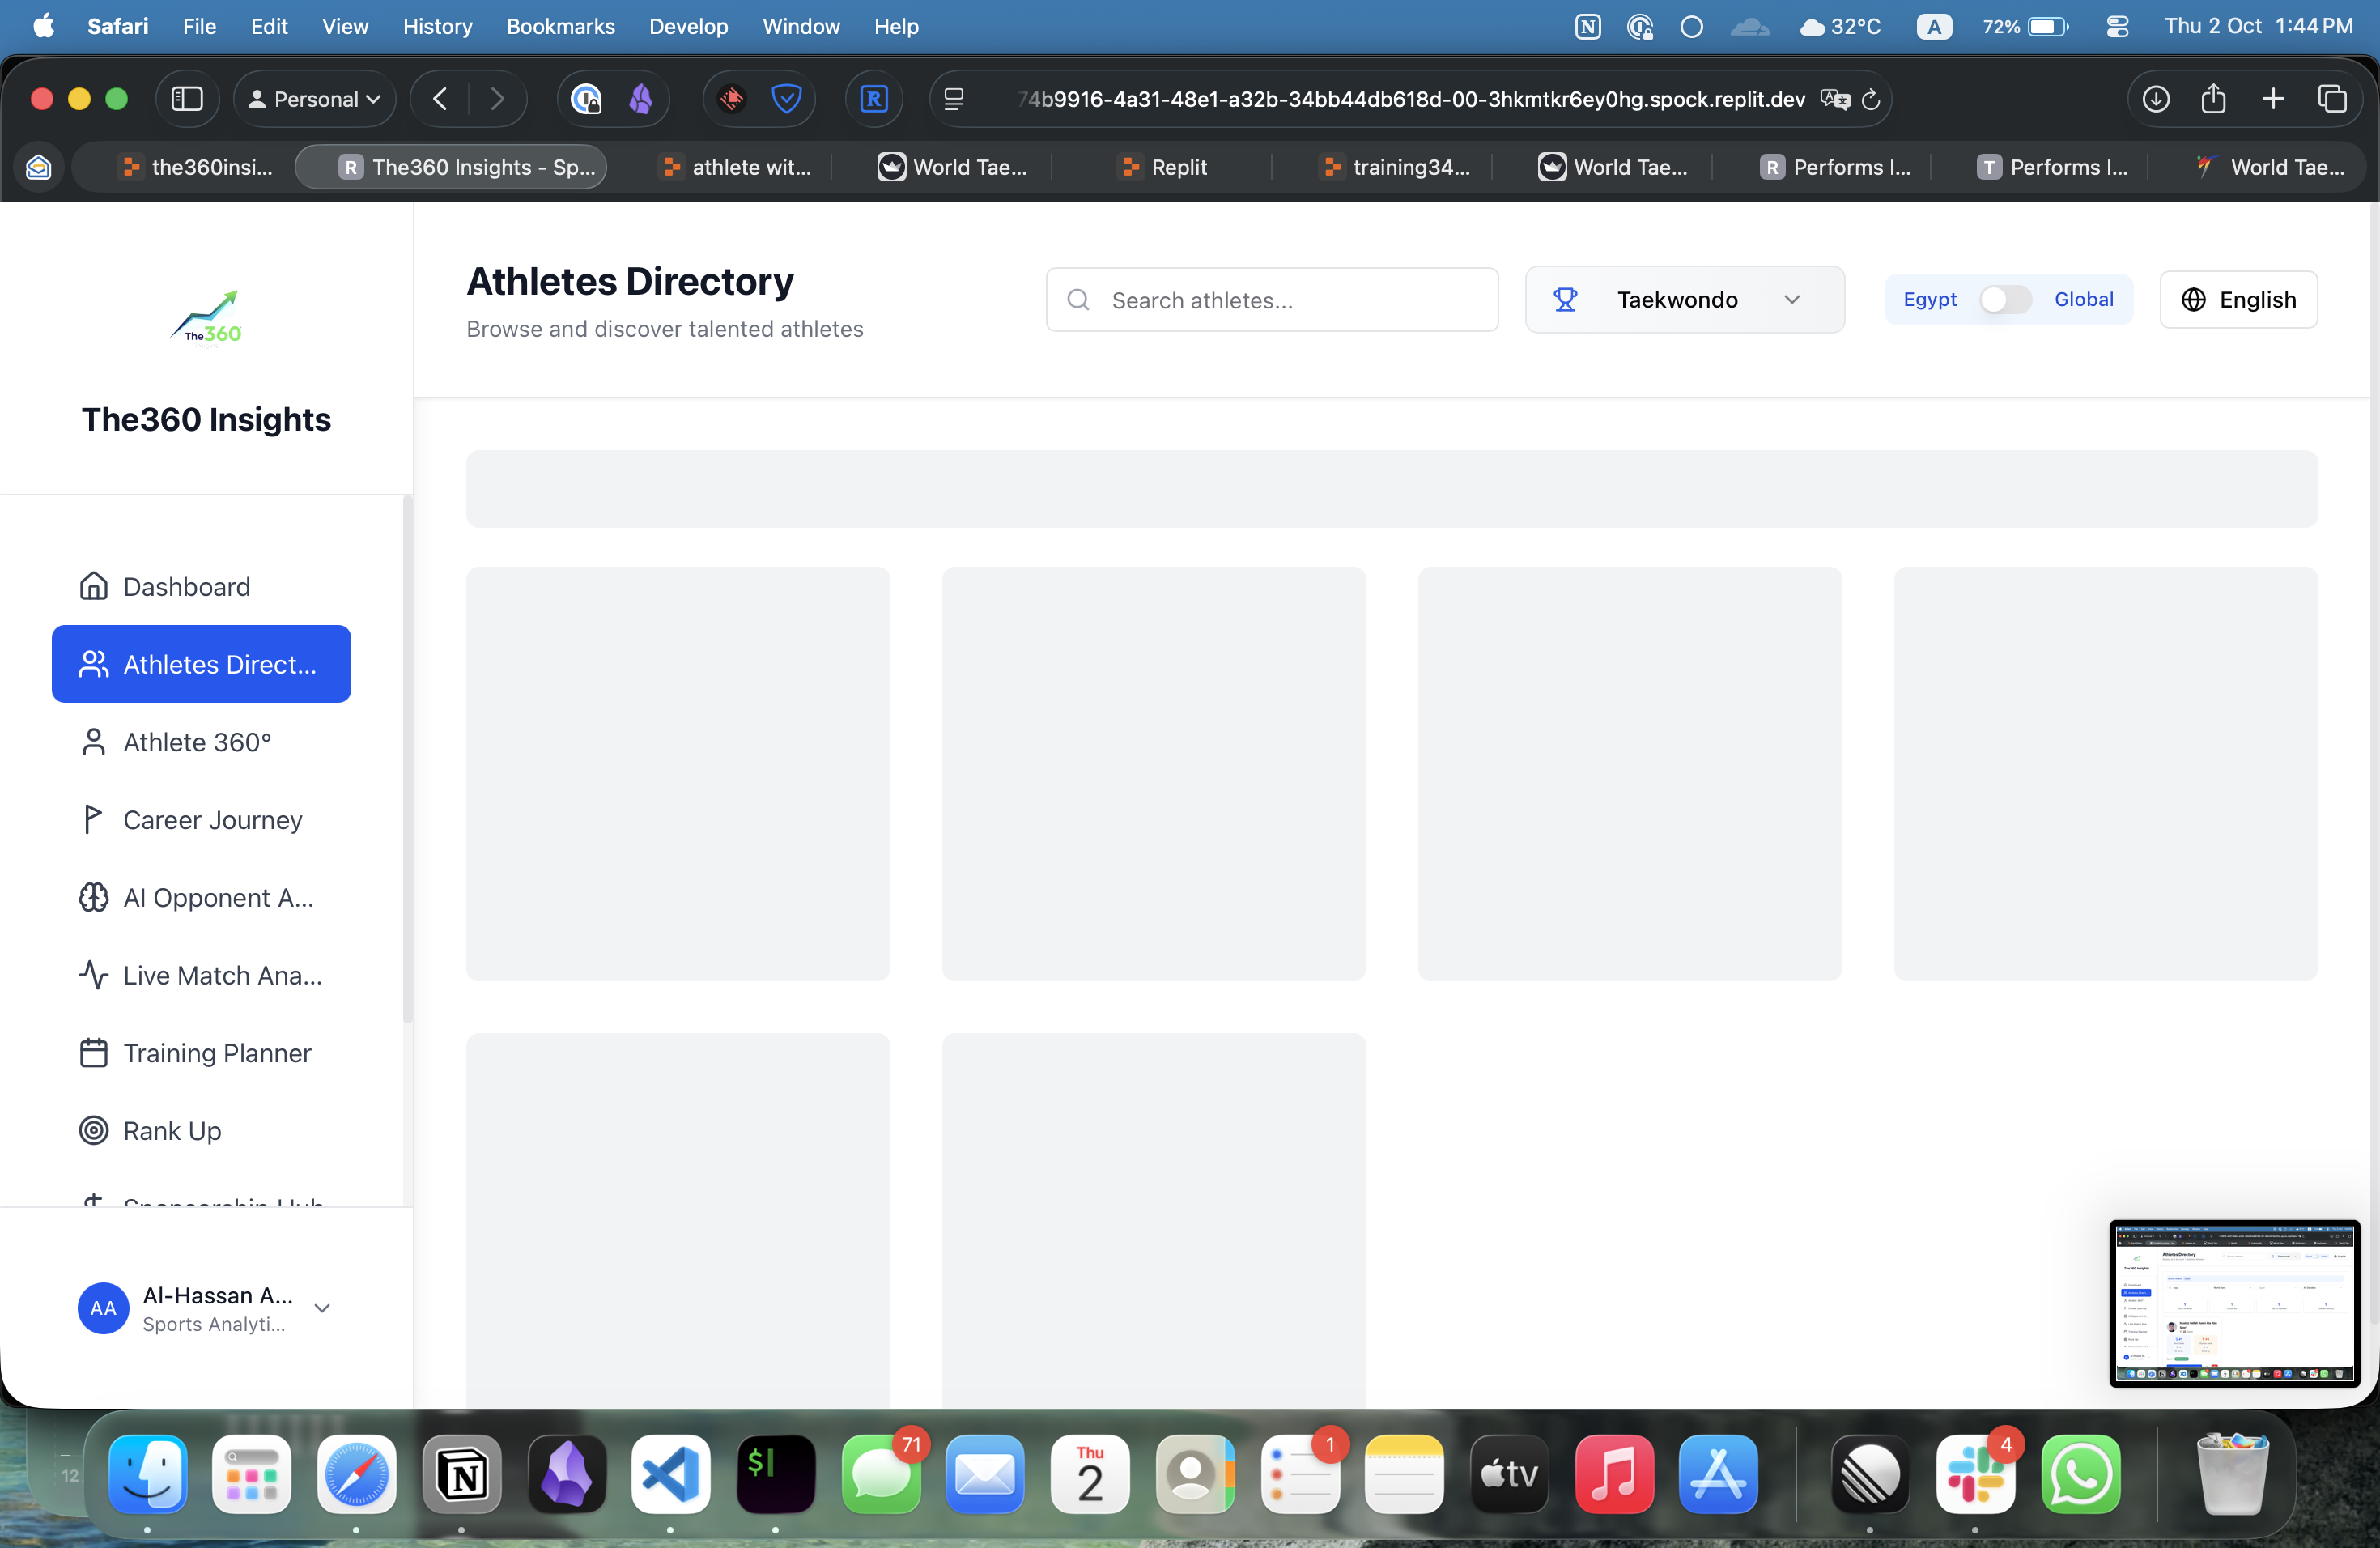 Safari File Edit View History Bookmarks Develop Window Help
32°C A 72% Thu 2 Oct 1:44 PM
Personal
74b9916-4a31-48e1-a32b-34bb44db618d-00-3hkmtkr6ey0hg.spock.replit.dev
the360insi...
R The360 Insights - Sp...
athlete wit...
World Tae...
Replit
training34...
World Tae...
R Performs I...
T Performs I...
World Tae...
The360
The360 Insights
Athletes Directory
Browse and discover talented athletes
Search athletes...
Taekwondo
Egypt Global
English
Dashboard
Athletes Direct...
Athlete 360°
Career Journey
AI Opponent A...
Live Match Ana...
Training Planner
Rank Up
Sponsorship Hub
AA
Al-Hassan A...
Sports Analyti...
12
$
71
Thu
2
1
tv
4